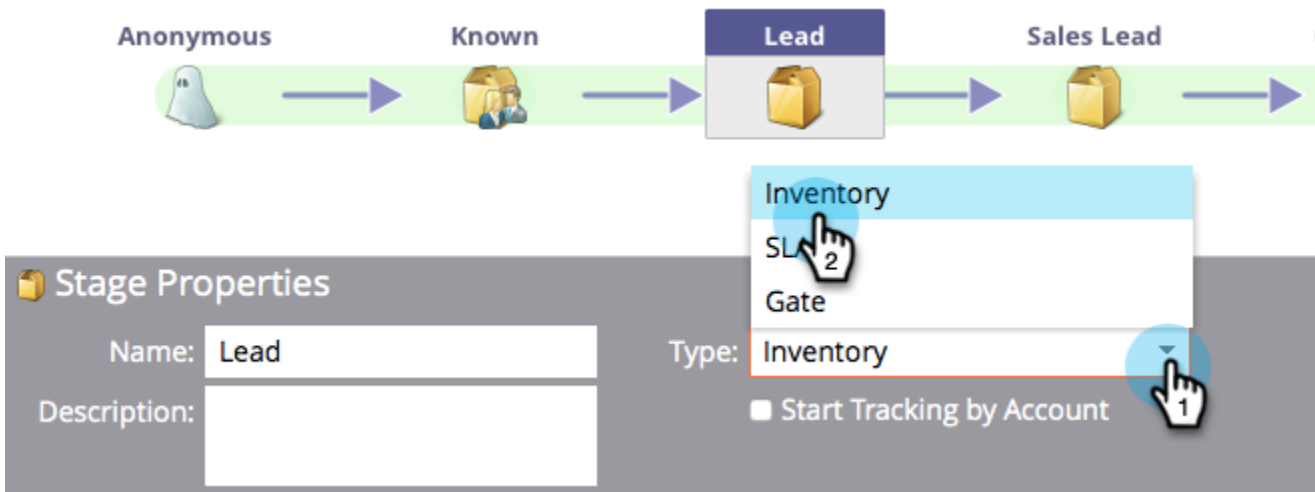 Anonymous Known Lead Sales Lead
Inventory
2
Gate
Stage Properties
Name: Lead Type: Inventory
1
Description: Start Tracking by Account